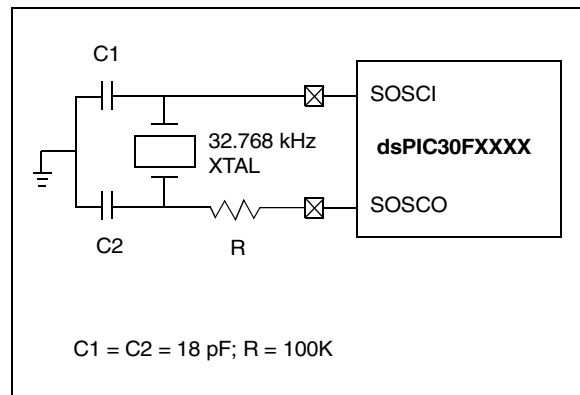 C1
SOSCI
32.768 kHz
XTAL
dsPIC30FXXXX
SOSCO
C2
R
C1 = C2 = 18 pF; R = 100K